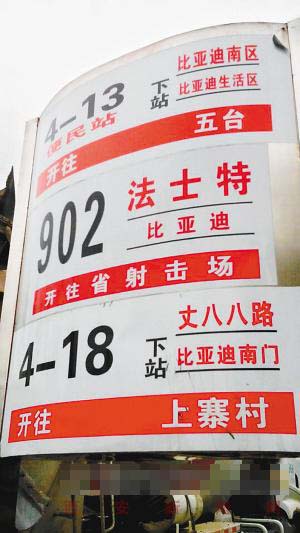 4-13
便民站
下站
比亚迪南区
比亚迪生活区
开往 五台
902
法士特
比亚迪
开往省射击场
4-18
下站
丈八八路
比亚迪南门
开往 上寨村